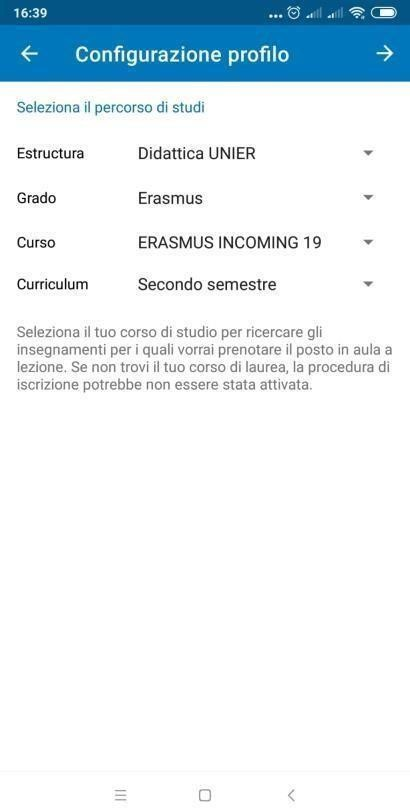 16:39
Configurazione profilo
Seleziona il percorso di studi
Estructura Didattica UNIER
Grado Erasmus
Curso ERASMUS INCOMING 19
Curriculum Secondo semestre
Seleziona il tuo corso di studio per ricercare gli
insegnamenti per i quali vorrai prenotare il posto in aula a
lezione. Se non trovi il tuo corso di laurea, la procedura di
iscrizione potrebbe non essere stata attivata.